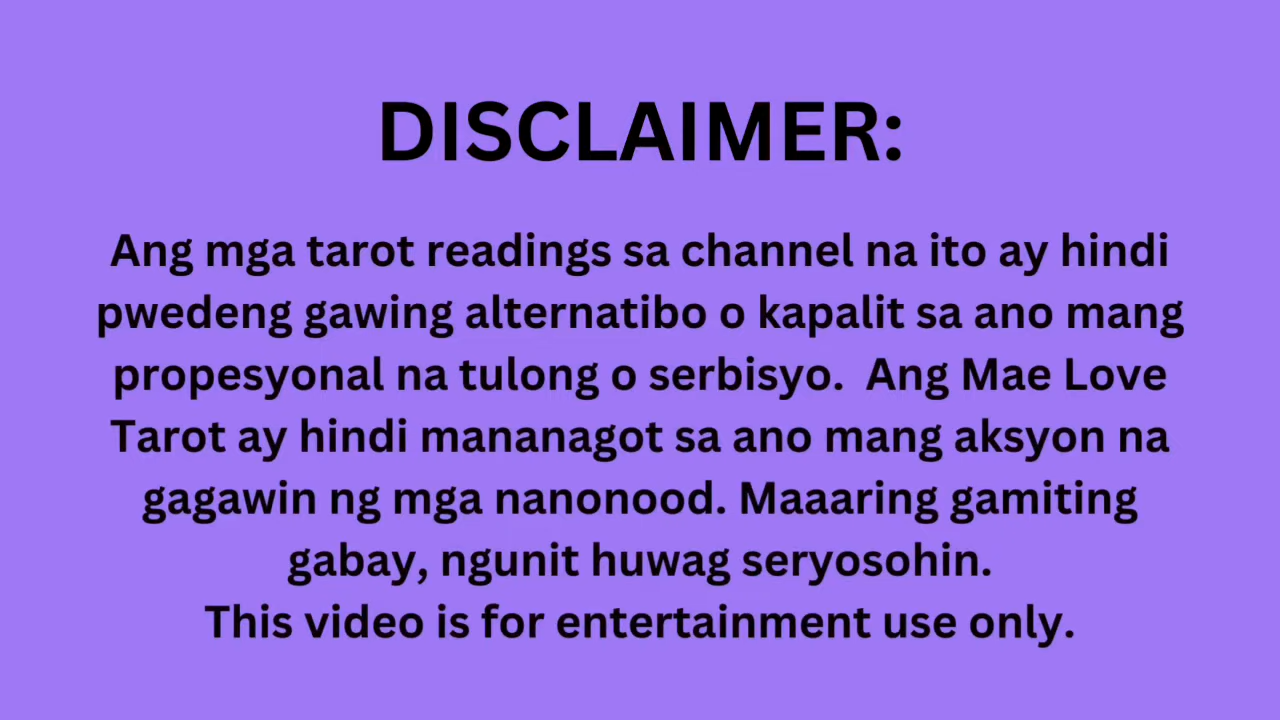 DISCLAIMER:
Ang mga tarot readings sa channel na ito ay hindi
pwedeng gawing alternatibo o kapalit sa ano mang
propesyonal na tulong o serbisyo.  Ang Mae Love
Tarot ay hindi mananagot sa ano mang aksyon na
gagawin ng mga nanonood. Maaaring gamiting
gabay, ngunit huwag seryosohin.
This video is for entertainment use only.